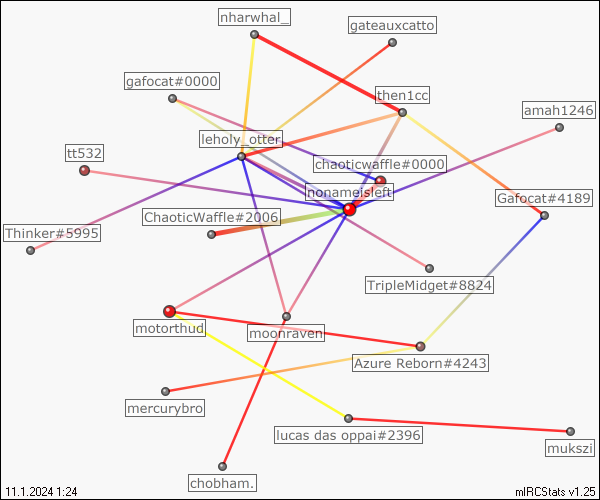 nharwhal_
gateauxcatto
gafocat#0000
then1cc
amah1246
leholy_otter
tt532
chaoticwaffle#0000
nonameisleft
Gafocat#4189
ChaoticWaffle#2006
Thinker#5995
TripleMidget#8824
motorthud
moonraven
Azure Reborn#4243
mercurybro
lucas das oppai#2396
mukszi
chobham.
11.1.2024 1:24
mIRCStats v1.25